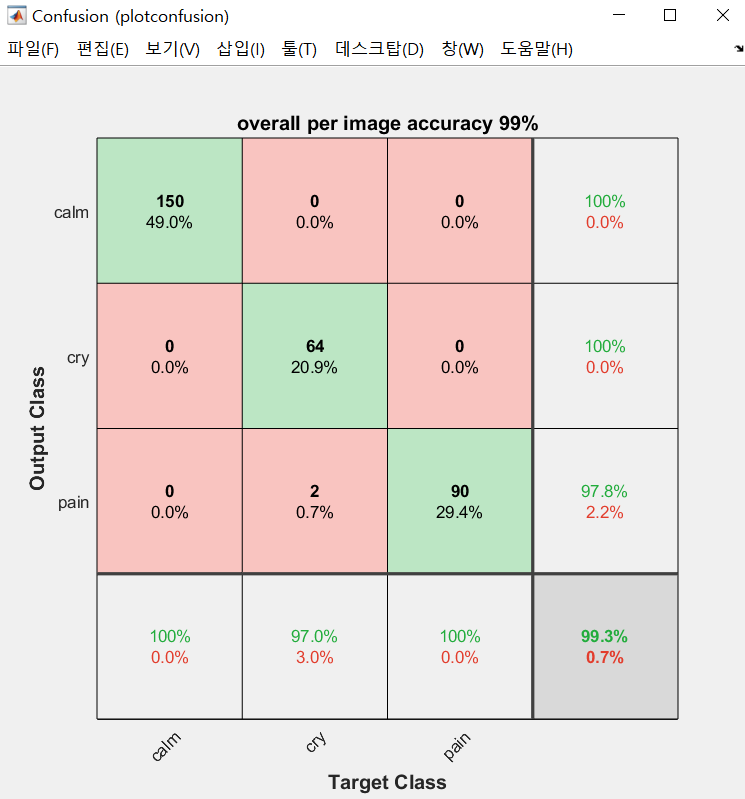 Confusion (plotconfusion)
파일(F) 편집(E) 보기(V) 삽입(I) 툴(T) 데스크탑(D) 창(W) 도움말(H)
overall per image accuracy 99%
Output Class
calm
150
49.0%
0
0.0%
0
0.0%
100%
0.0%
cry
0
0.0%
64
20.9%
0
0.0%
100%
0.0%
pain
0
0.0%
2
0.7%
90
29.4%
97.8%
2.2%
100%
0.0%
97.0%
3.0%
100%
0.0%
99.3%
0.7%
calm
cry
pain
Target Class